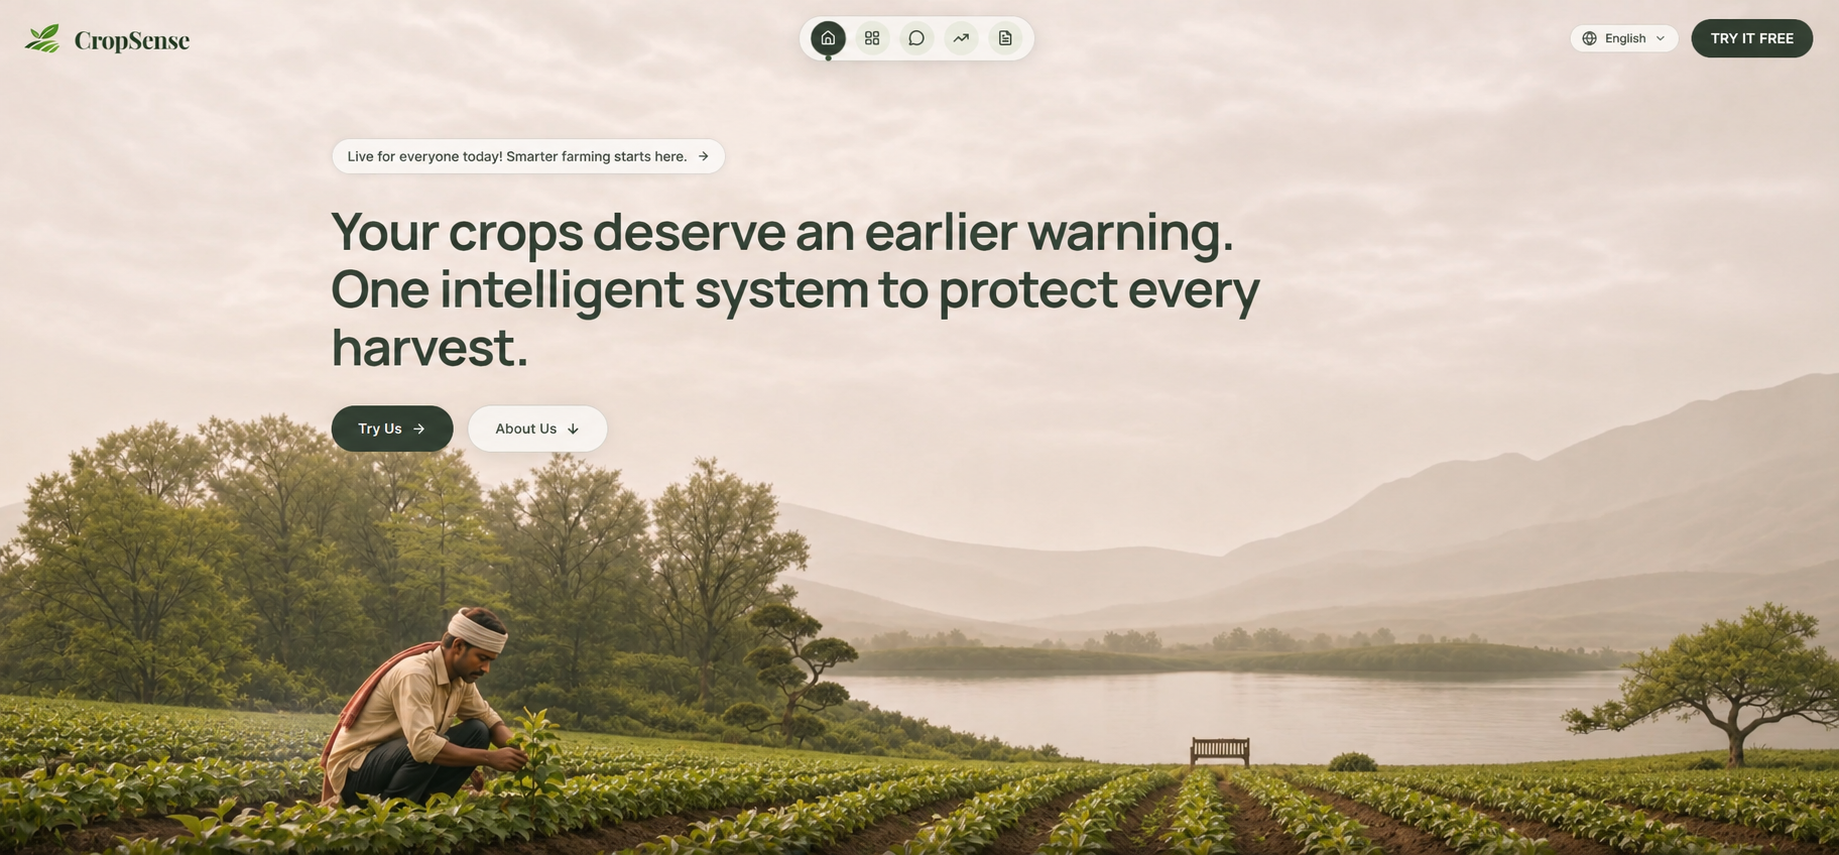 CropSense
English
TRY IT FREE
Live for everyone today! Smarter farming starts here.
Your crops deserve an earlier warning.
One intelligent system to protect every
harvest.
Try Us
About Us